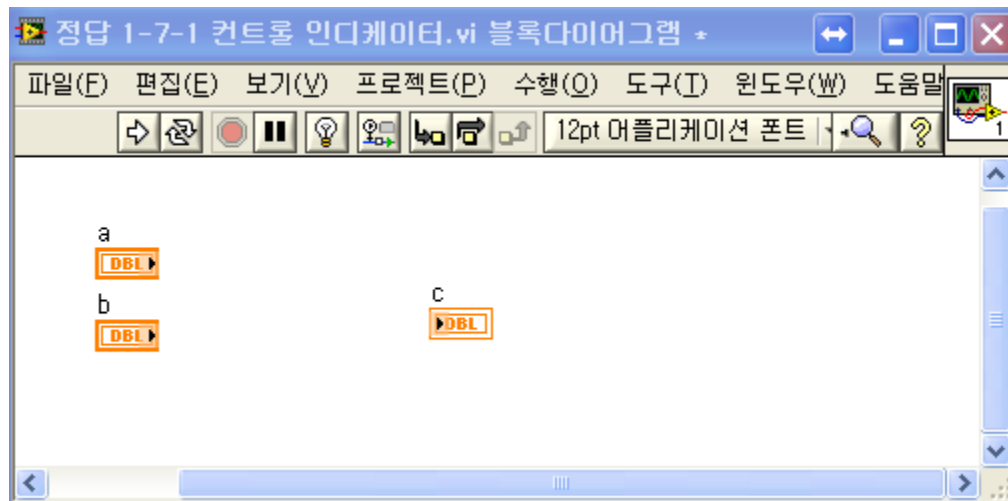 정답 1-7-1 컨트롤 인디케이터.vi 블록다이어그램 *
파일(F) 편집(E) 보기(V) 프로젝트(P) 수행(O) 도구(T) 윈도우(W) 도움말
12pt 어플리케이션 폰트
1
a
DBL
b
DBL
c
DBL